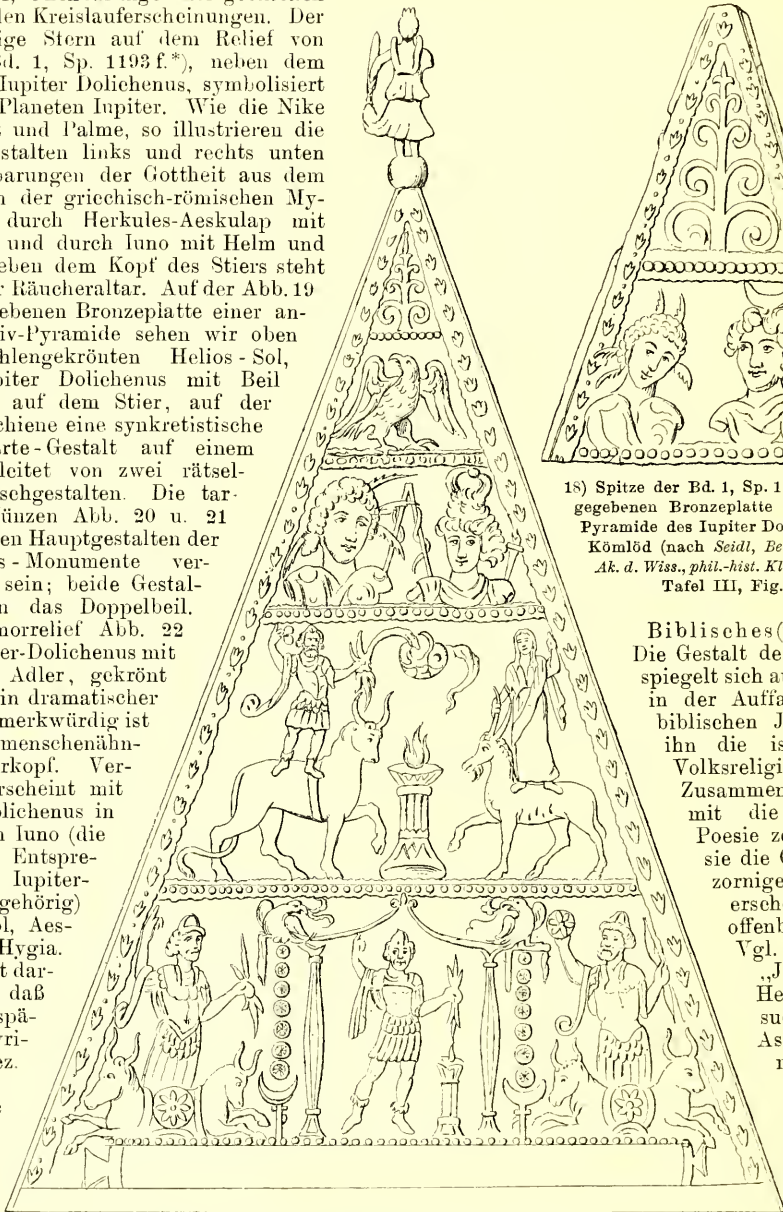 len Kreislauferscheinungen. Der
ige Stern auf dem Relief von
d. 1, Sp. 1193 f.*), neben dem
Iupiter Dolichenus, symbolisiert
Planeten Iupiter. Wie die Nike
und Palme, so illustrieren die
stalten links und rechts unten
barungen der Gottheit aus dem
n der griechisch-römischen My-
durch Herkules-Aeskulap mit
und durch Iuno mit Helm und
eben dem Kopf des Stiers steht
r Räucheraltar. Auf der Abb. 19
ebenen Bronzeplatte einer an-
iv-Pyramide sehen wir oben
hlengekrönten Helios-Sol,
piter Dolichenus mit Beil
auf dem Stier, auf der
chiene eine synkretistische
rte-Gestalt auf einem
leitet von zwei rätsel-
schgestalten. Die tar-
ünzen Abb. 20 u. 21
en Hauptgestalten der
s-Monumente ver-
sein; beide Gestal-
n das Doppelbeil.
morrelief Abb. 22
er-Dolichenus mit
Adler, gekrönt
in dramatischer
merkwürdig ist
menschenähn-
rkopf. Ver-
rscheint mit
olichenus in
n Iuno (die
Entspre-
Iupiter-
gehörig)
ol, Aes-
Hygia.
t dar-
daß
spä-
yri-
ez.
18) Spitze der Bd. 1, Sp. 1
gegebenen Bronzeplatte
Pyramide des Iupiter Do
Kömlöd (nach Seidl, Be
Ak. d. Wiss., phil.-hist. Kl
Tafel III, Fig.
Biblisches(
Die Gestalt de
spiegelt sich a
in der Auffa
biblischen J
ihn die is
Volksreligi
Zusammen
mit die
Poesie z
sie die G
zornige
ersch
offenb
Vgl.
„J
He
su
As